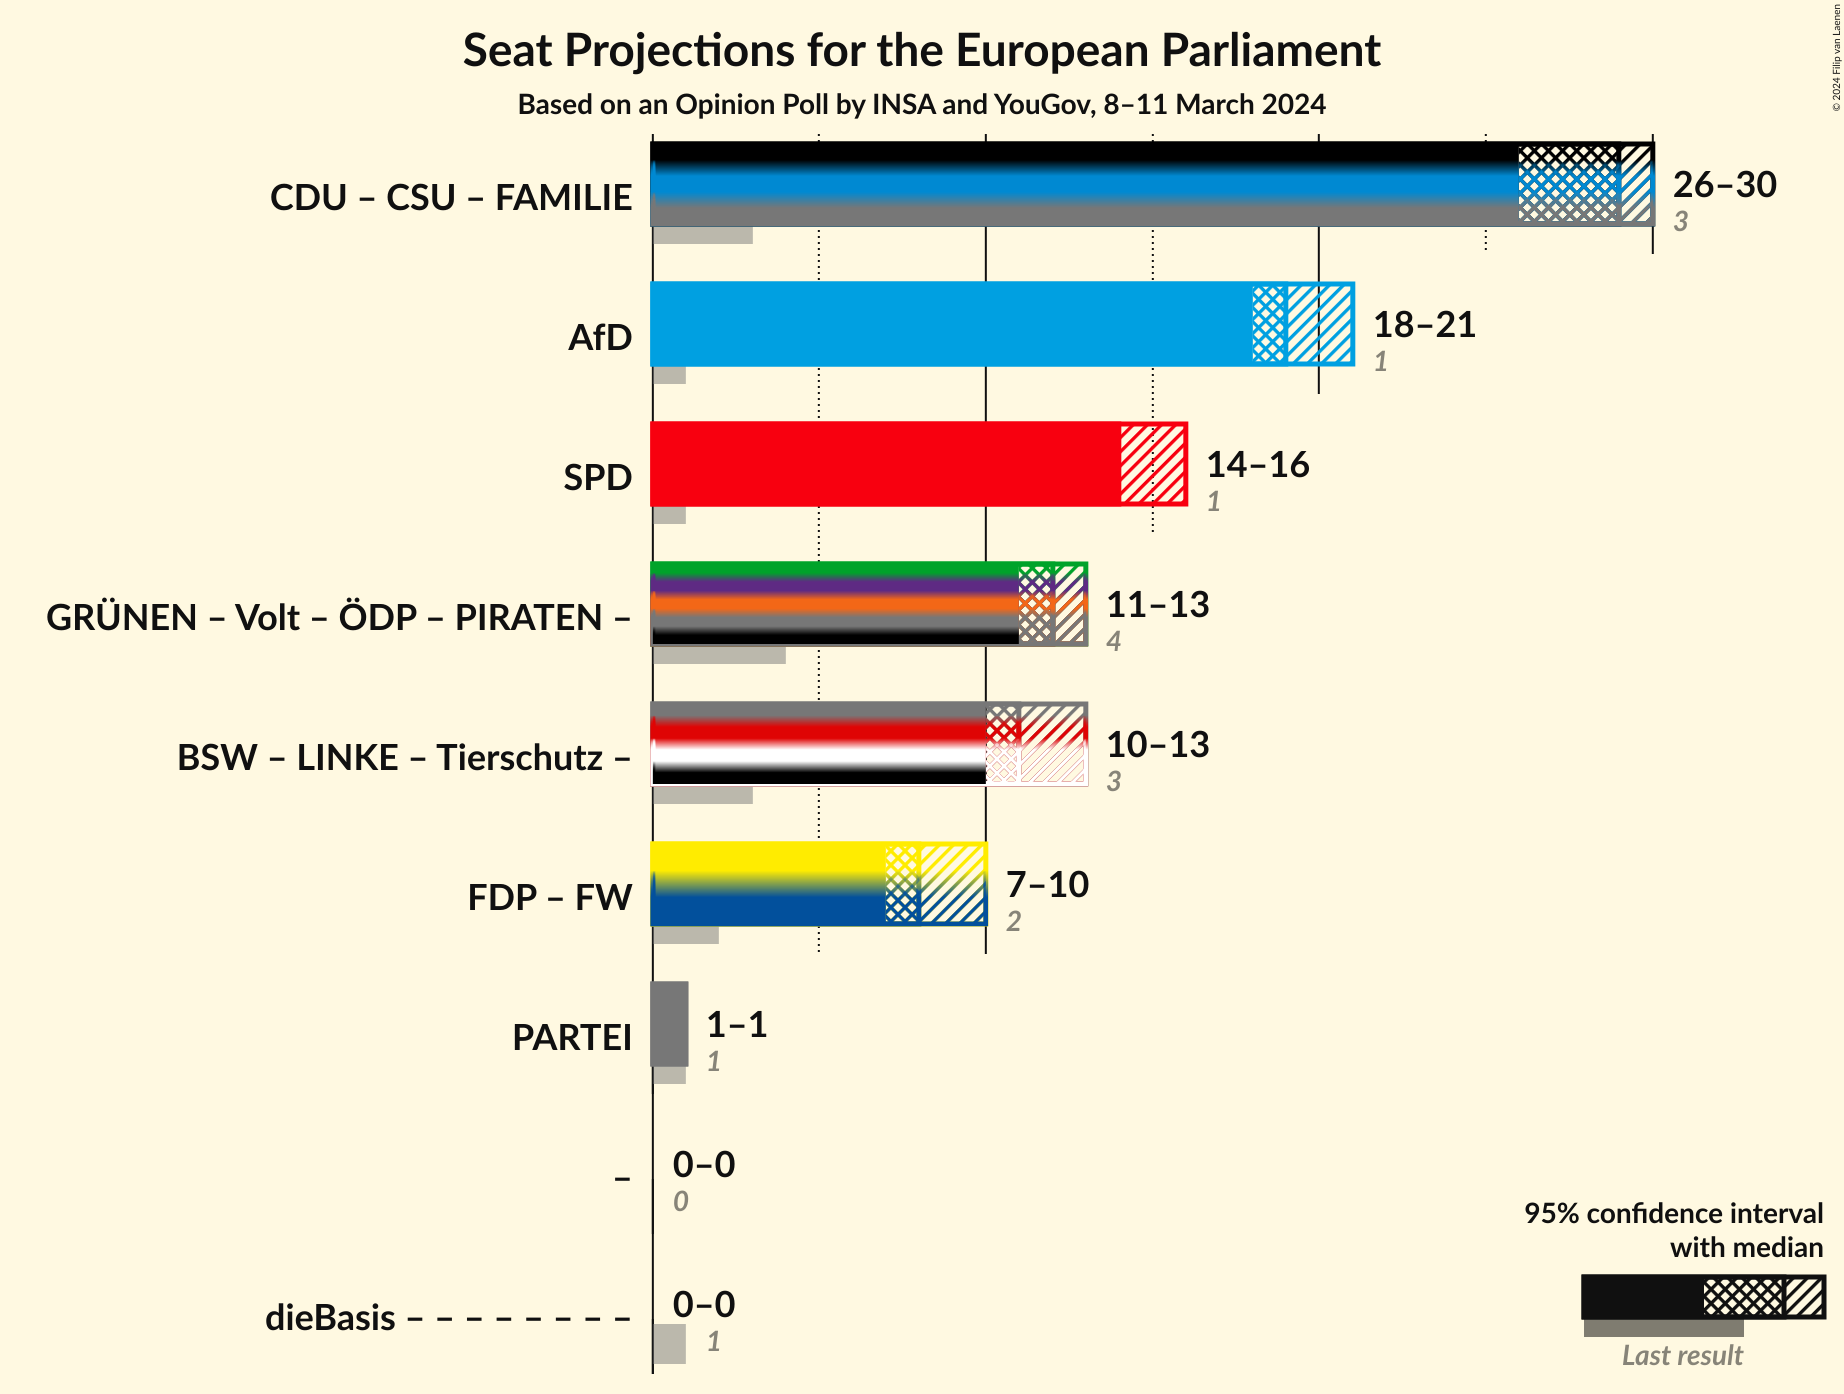 Seat Projections for the European Parliament
Based on an Opinion Poll by INSA and YouGov, 8–11 March 2024
© 2024 Filip van Laenen
CDU – CSU – FAMILIE
26–30
3
AfD
18–21
1
SPD
14–16
1
GRÜNEN – Volt – ÖDP – PIRATEN –
11–13
4
BSW – LINKE – Tierschutz –
10–13
3
FDP – FW
7–10
2
PARTEI
1–1
1
–
0–0
0
dieBasis – – – – – – – –
0–0
1
95% confidence interval
with median
Last result